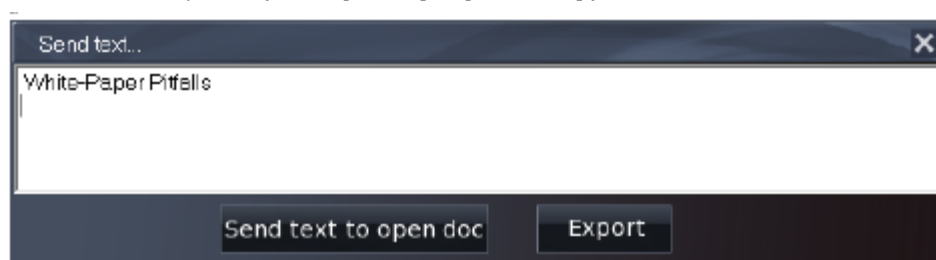 Send text...
White-Paper Pitfalls
Send text to open doc
Export